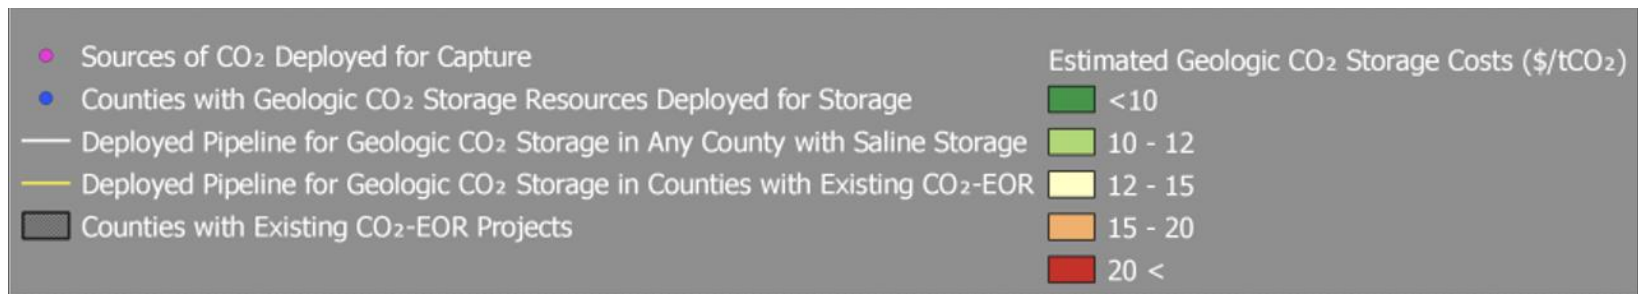 Sources of CO₂ Deployed for Capture
Counties with Geologic CO₂ Storage Resources Deployed for Storage
Deployed Pipeline for Geologic CO₂ Storage in Any County with Saline Storage
Deployed Pipeline for Geologic CO₂ Storage in Counties with Existing CO₂-EOR
Counties with Existing CO₂-EOR Projects
Estimated Geologic CO₂ Storage Costs ($/tCO₂)
<10
10 - 12
12 - 15
15 - 20
20 <